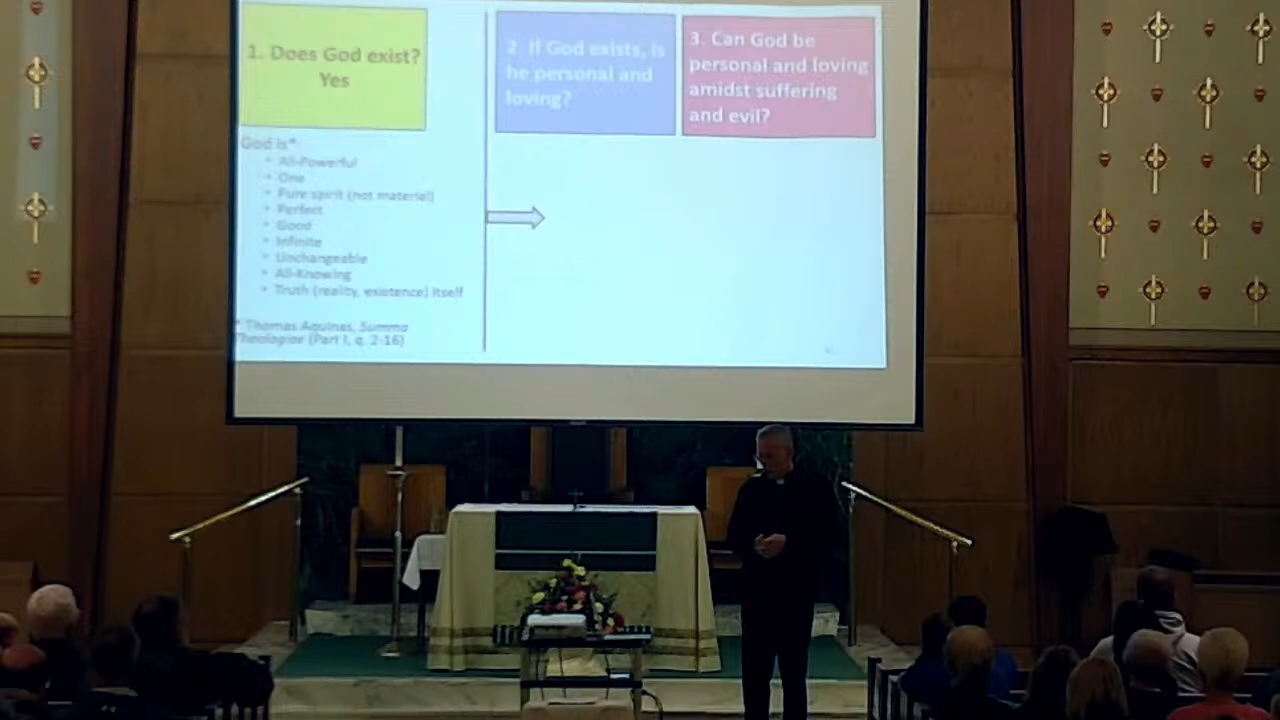 1. Does God exist?
Yes
2. If God exists, is
he personal and
loving?
3. Can God be
personal and loving
amidst suffering
and evil?
God is*
• All-Powerful
• One
• Pure spirit (not material)
• Perfect
• Good
• Infinite
• Unchangeable
• All-Knowing
• Truth (reality, existence) itself
* Thomas Aquinas, Summa
Theologiae (Part I, q. 2-16)